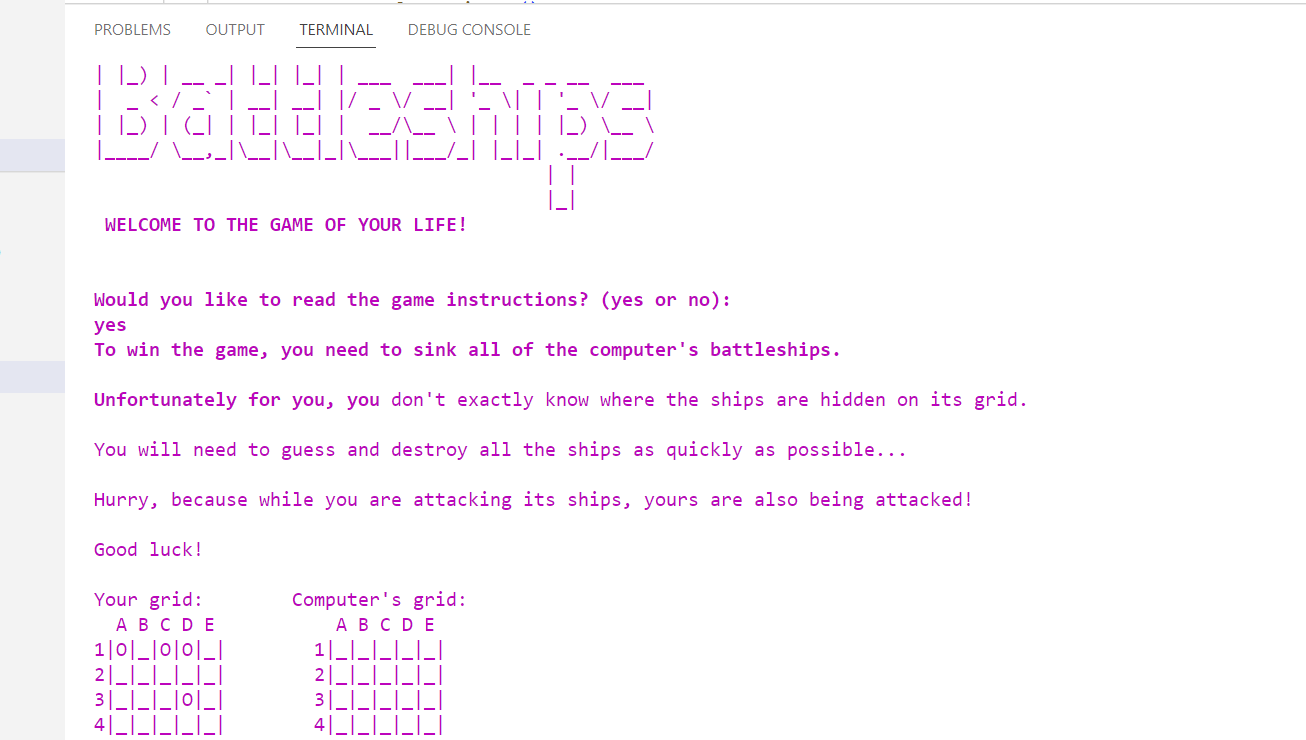 PROBLEMS OUTPUT TERMINAL DEBUG CONSOLE
| |_) | __ _| |_| |_| | ___  ___| |__  _ _ __  ___
|  _ < / _` | __| __| |/ _ \/ __| '_ \| | '_ \/ __|
| |_) | (_| | |_| |_| |  __/\__ \ | | | | |_) \__ \
|____/ \__,_|\__|\__|_|\___||___/_| |_|_| .__/|___/
                                         | |
                                         |_|
WELCOME TO THE GAME OF YOUR LIFE!
Would you like to read the game instructions? (yes or no):
yes
To win the game, you need to sink all of the computer's battleships.
Unfortunately for you, you don't exactly know where the ships are hidden on its grid.
You will need to guess and destroy all the ships as quickly as possible...
Hurry, because while you are attacking its ships, yours are also being attacked!
Good luck!
Your grid:        Computer's grid:
  A B C D E           A B C D E
1|O|_|O|O|_|        1|_|_|_|_|_|
2|_|_|_|_|_|        2|_|_|_|_|_|
3|_|_|_|O|_|        3|_|_|_|_|_|
4|_|_|_|_|_|        4|_|_|_|_|_|